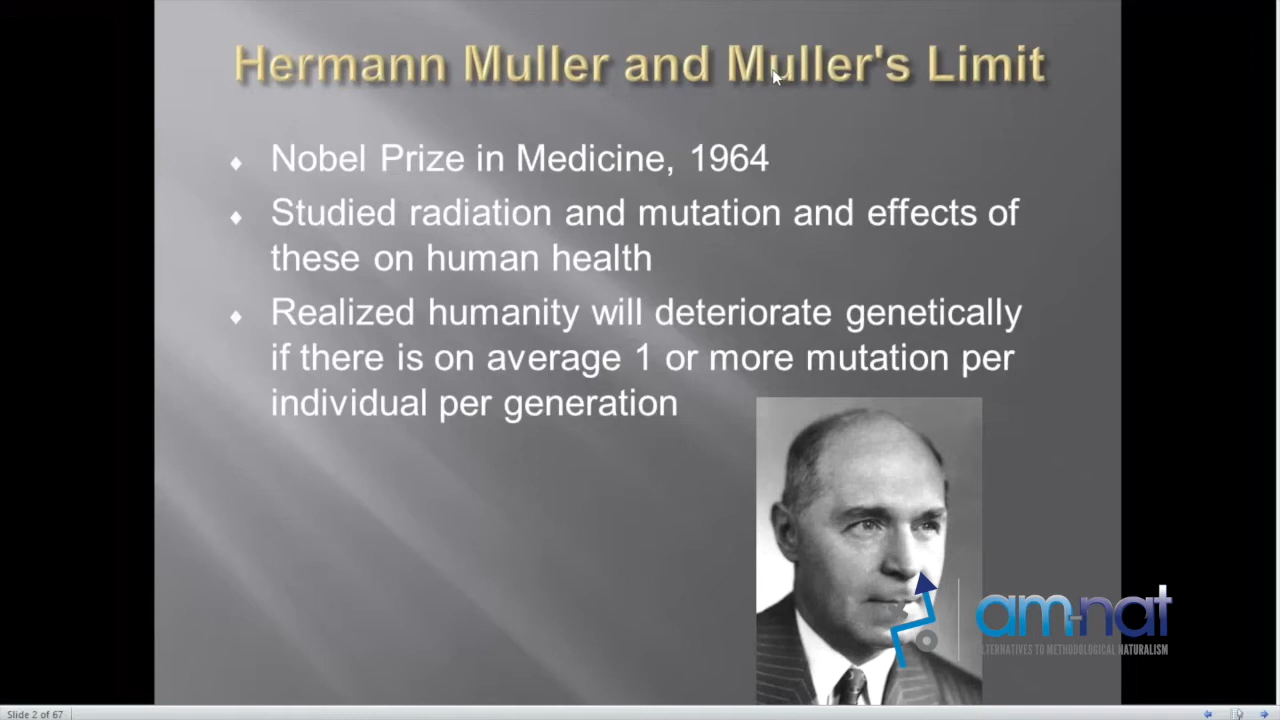 Hermann Muller and Muller's Limit
Nobel Prize in Medicine, 1964
Studied radiation and mutation and effects of
these on human health
Realized humanity will deteriorate genetically
if there is on average 1 or more mutation per
individual per generation
am-nat
ALTERNATIVES TO METHODOLOGICAL NATURALISM
Slide 2 of 67